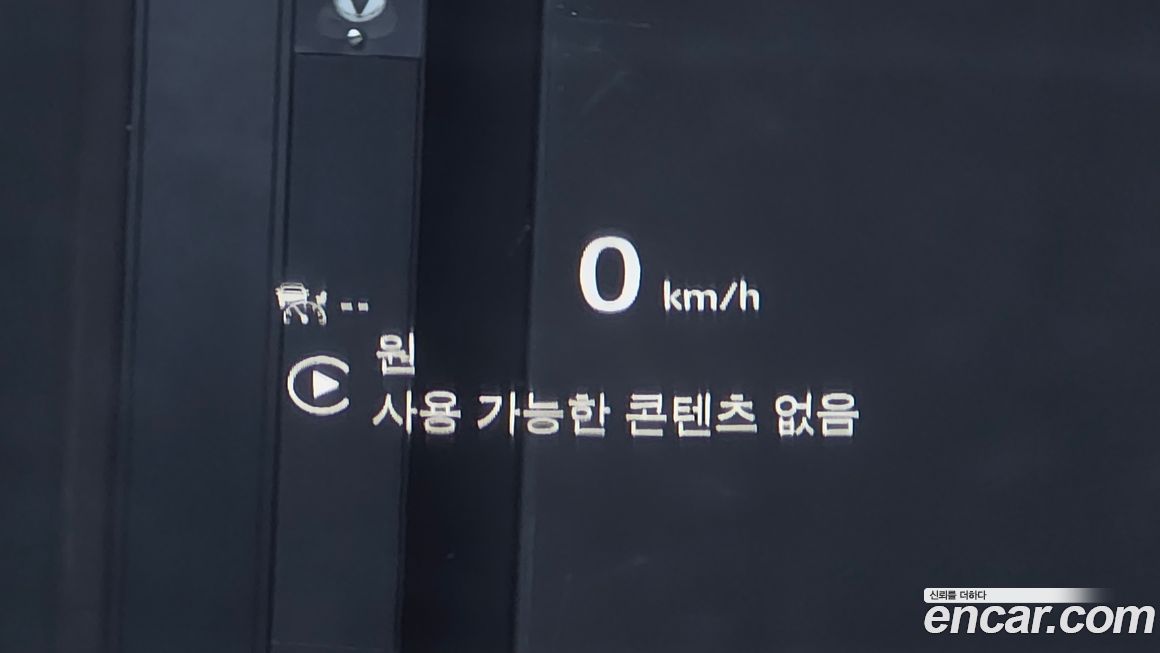 0 km/h
--
원
사용 가능한 콘텐츠 없음
신뢰를 더하다
encar.com